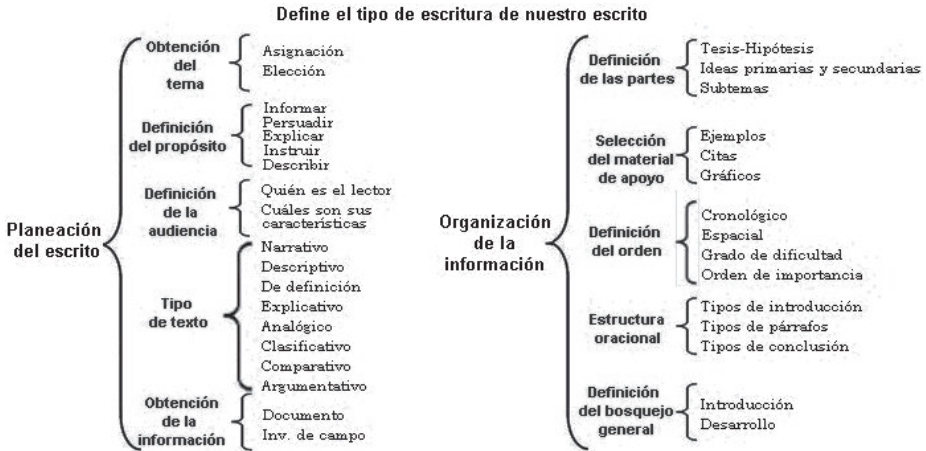 Define el tipo de escritura de nuestro escrito
Planeación
del escrito
Obtención
del
tema
Asignación
Elección
Definición
del propósito
Informar
Persuadir
Explicar
Instruir
Describir
Definición
de la
audiencia
Quién es el lector
Cuáles son sus
características
Tipo
de texto
Narrativo
Descriptivo
De definición
Explicativo
Analógico
Clasificativo
Comparativo
Argumentativo
Obtención
de la
información
Documento
Inv. de campo
Organización
de la
información
Definición
de las partes
Tesis-Hipótesis
Ideas primarias y secundarias
Subtemas
Selección
del material
de apoyo
Ejemplos
Citas
Gráficos
Definición
del orden
Cronológico
Espacial
Grado de dificultad
Orden de importancia
Estructura
oracional
Tipos de introducción
Tipos de párrafos
Tipos de conclusión
Definición
del bosquejo
general
Introducción
Desarrollo